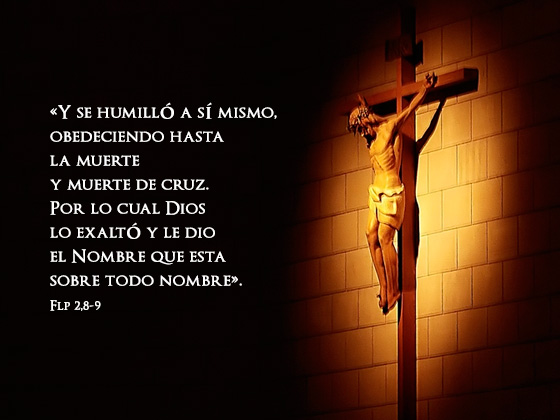 «Y se humilló a sí mismo,
obedeciendo hasta
la muerte
y muerte de cruz.
Por lo cual Dios
lo exaltó y le dio
el Nombre que esta
sobre todo nombre».
Flp 2,8-9